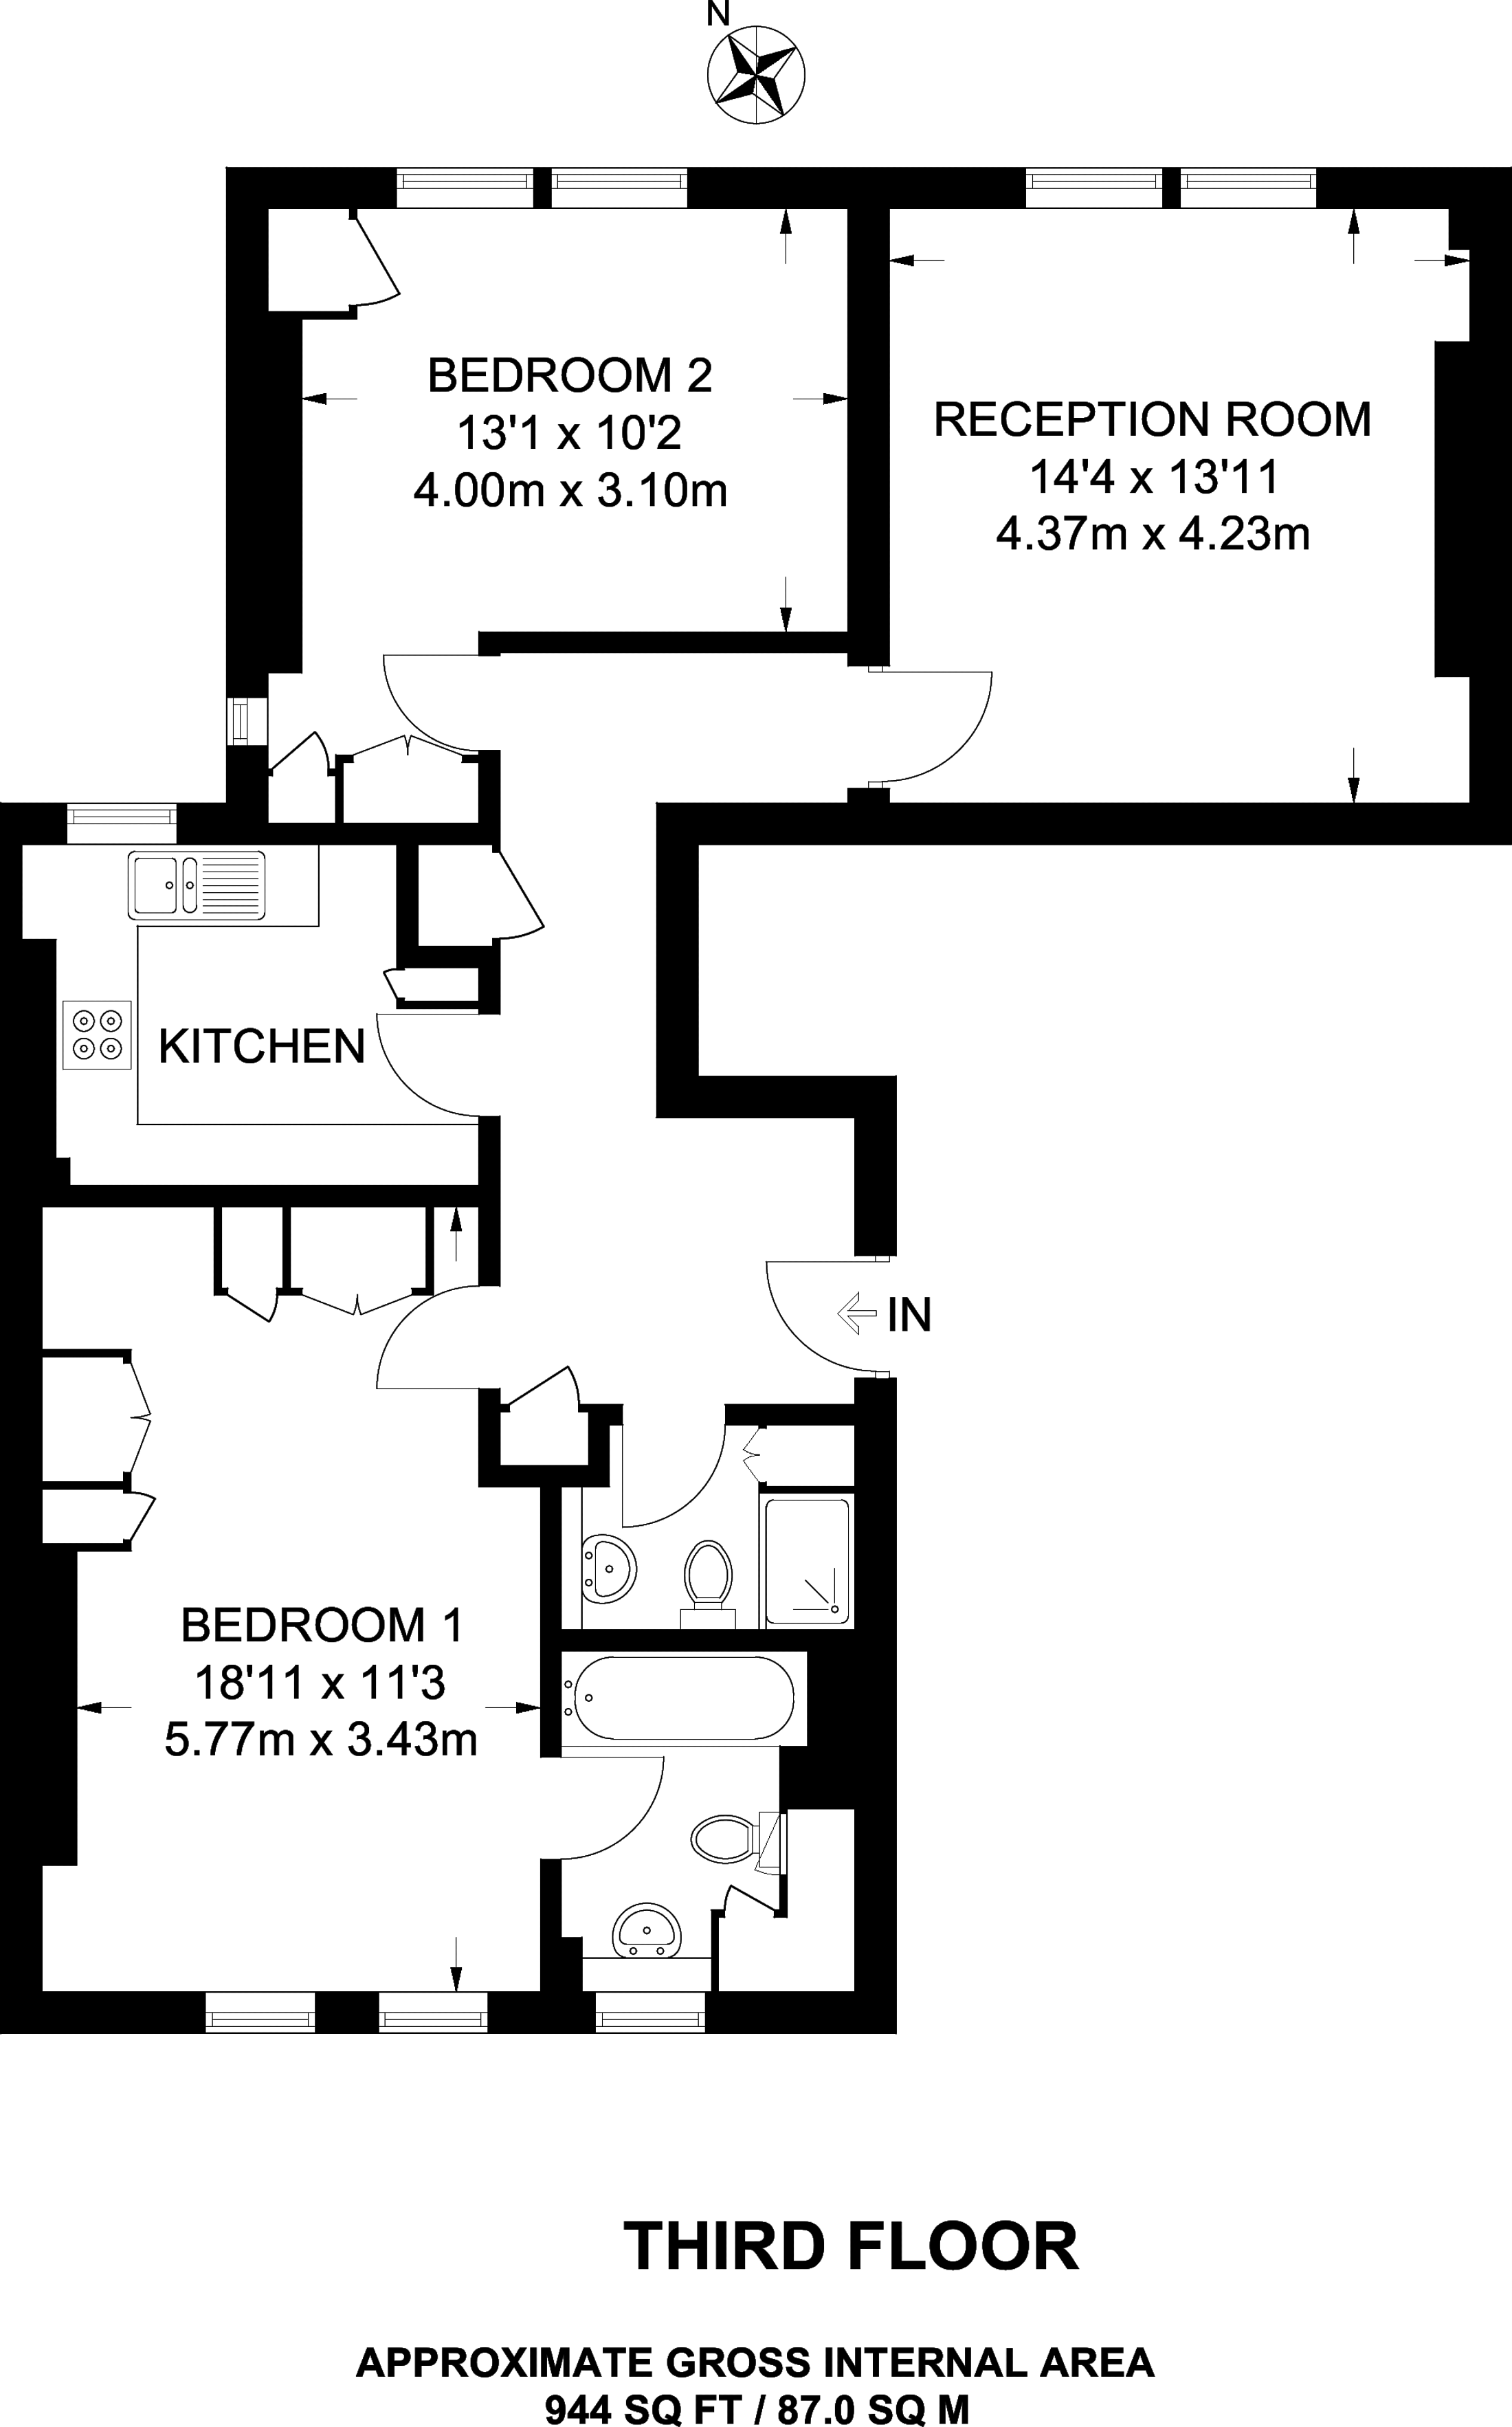 N
BEDROOM 2
13'1 x 10'2
4.00m x 3.10m
RECEPTION ROOM
14'4 x 13'11
4.37m x 4.23m
KITCHEN
IN
BEDROOM 1
18'11 x 11'3
5.77m x 3.43m
THIRD FLOOR
APPROXIMATE GROSS INTERNAL AREA
944 SQ FT / 87.0 SQ M